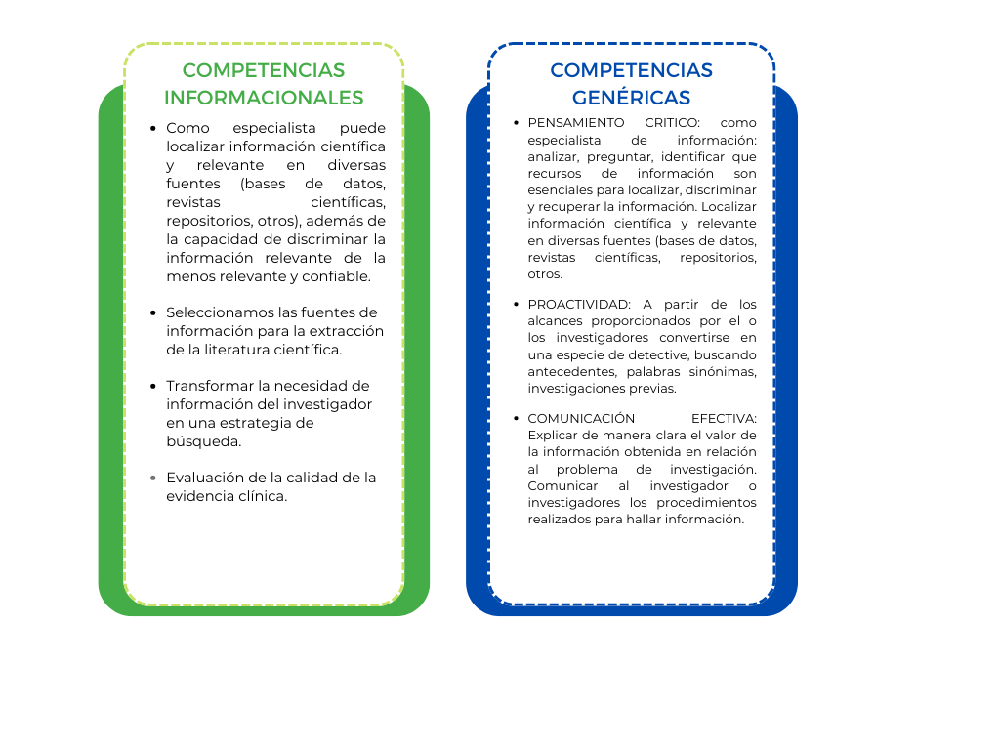 COMPETENCIAS
INFORMACIONALES
• Como especialista puede
localizar información científica
y relevante en diversas
fuentes (bases de datos,
revistas científicas,
repositorios, otros), además de
la capacidad de discriminar la
información relevante de la
menos relevante y confiable.
• Seleccionamos las fuentes de
información para la extracción
de la literatura científica.
• Transformar la necesidad de
información del investigador
en una estrategia de
búsqueda.
• Evaluación de la calidad de la
evidencia clínica.
COMPETENCIAS
GENÉRICAS
• PENSAMIENTO CRITICO: como
especialista de información:
analizar, preguntar, identificar que
recursos de información son
esenciales para localizar, discriminar
y recuperar la información. Localizar
información científica y relevante
en diversas fuentes (bases de datos,
revistas científicas, repositorios,
otros.
• PROACTIVIDAD: A partir de los
alcances proporcionados por el o
los investigadores convertirse en
una especie de detective, buscando
antecedentes, palabras sinónimas,
investigaciones previas.
• COMUNICACIÓN EFECTIVA:
Explicar de manera clara el valor de
la información obtenida en relación
al problema de investigación.
Comunicar al investigador o
investigadores los procedimientos
realizados para hallar información.